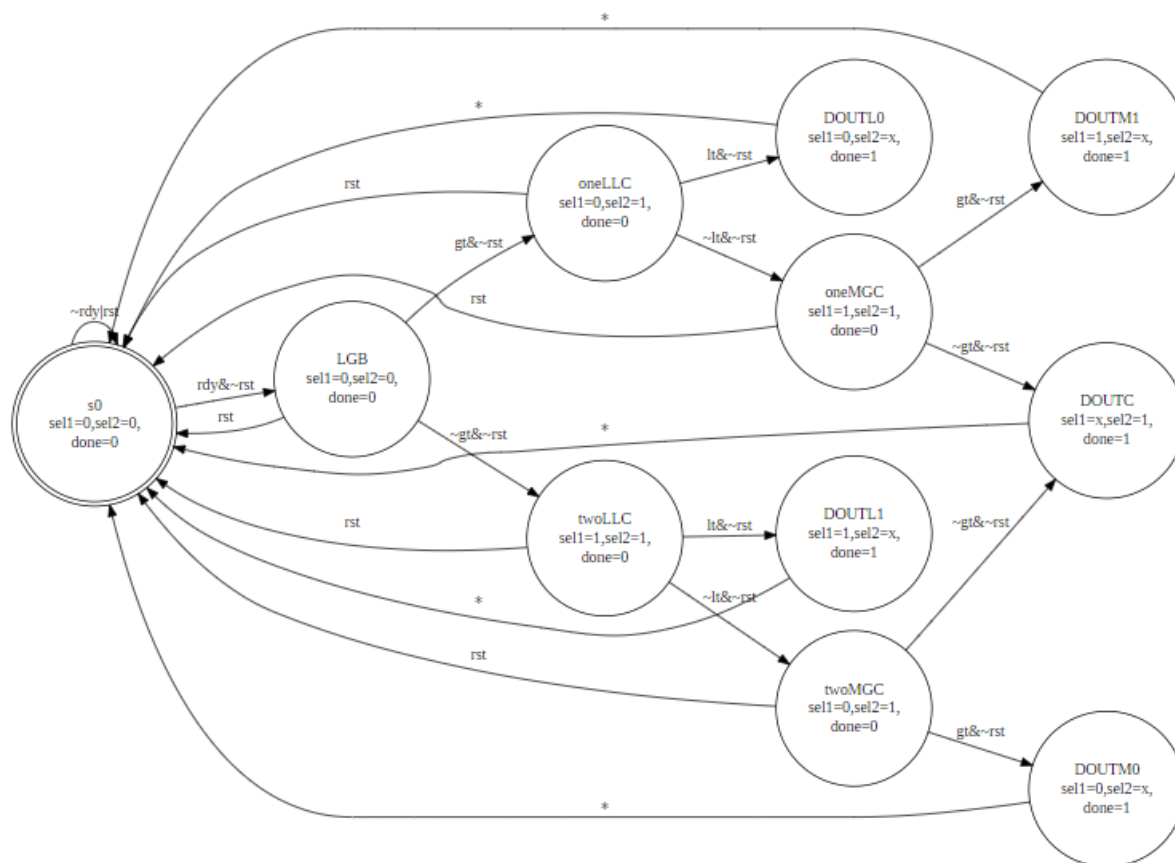 *
DOUTL0
sel1=0,sel2=x,
done=1
DOUTM1
sel1=1,sel2=x,
done=1
*
lt&~rst
oneLLC
sel1=0,sel2=1,
done=0
rst
gt&~rst
gt&~rst
~lt&~rst
oneMGC
sel1=1,sel2=1,
done=0
rst
~rdy|rst
LGB
sel1=0,sel2=0,
done=0
~gt&~rst
rdy&~rst
s0
sel1=0,sel2=0,
done=0
rst
DOUTC
sel1=x,sel2=1,
done=1
*
~gt&~rst
twoLLC
sel1=1,sel2=1,
done=0
rst
lt&~rst
DOUTL1
sel1=1,sel2=x,
done=1
~gt&~rst
*
~lt&~rst
rst
twoMGC
sel1=0,sel2=1,
done=0
gt&~rst
DOUTM0
sel1=0,sel2=x,
done=1
*